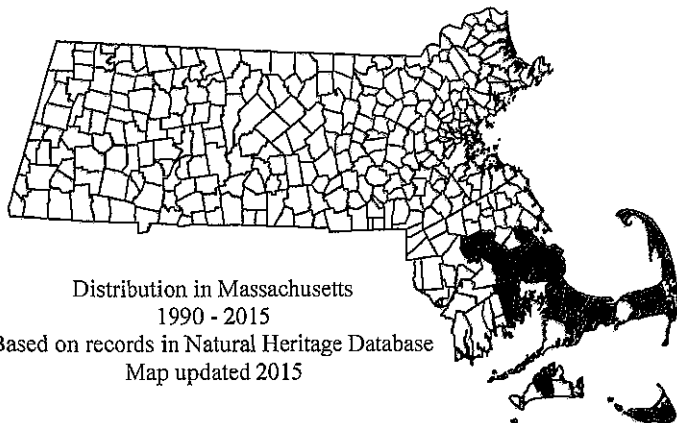 Distribution in Massachusetts
1990 - 2015
Based on records in Natural Heritage Database
Map updated 2015